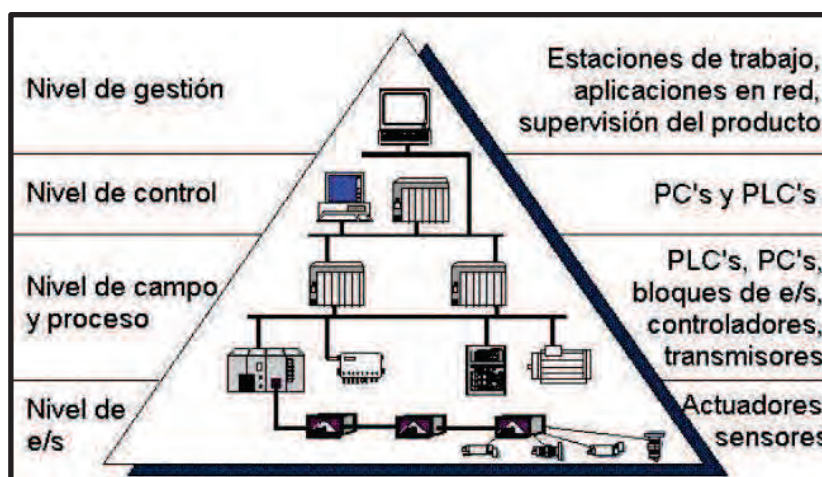 Nivel de gestión
Estaciones de trabajo,
aplicaciones en red,
supervisión del producto
Nivel de control
PC's y PLC's
Nivel de campo
y proceso
PLC's, PC's,
bloques de e/s,
controladores,
transmisores
Nivel de
e/s
Actuadores
sensores